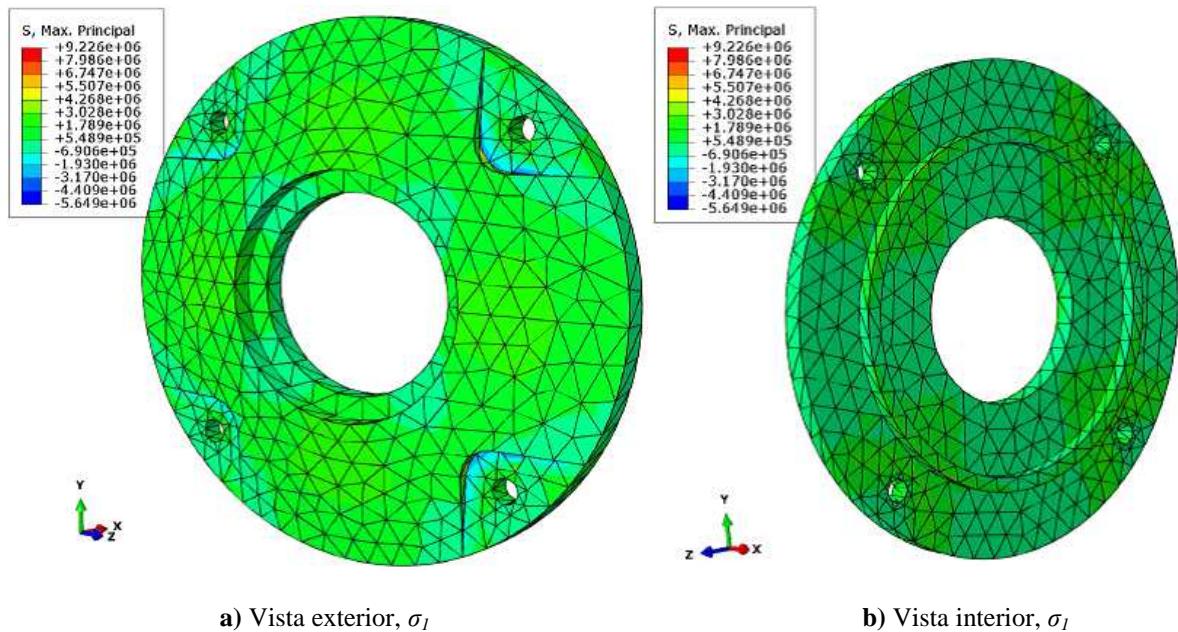 S, Max. Principal
+9.226e+06
+7.986e+06
+6.747e+06
+5.507e+06
+4.268e+06
+3.028e+06
+1.789e+06
+5.489e+05
-6.906e+05
-1.930e+06
-3.170e+06
-4.409e+06
-5.649e+06
Y
X
Z
a) Vista exterior, σ1
S, Max. Principal
+9.226e+06
+7.986e+06
+6.747e+06
+5.507e+06
+4.268e+06
+3.028e+06
+1.789e+06
+5.489e+05
-6.906e+05
-1.930e+06
-3.170e+06
-4.409e+06
-5.649e+06
Y
Z X
b) Vista interior, σ1